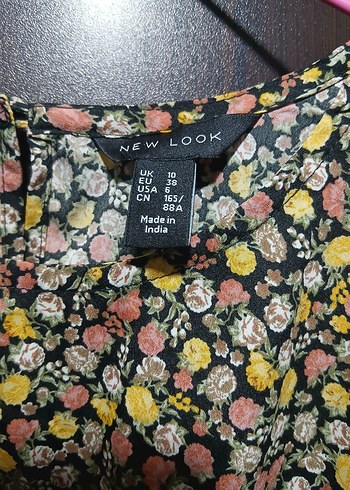 NEW LOOK
UK 10
EU 38
USA 6
CN 165/
88A
Made in
India